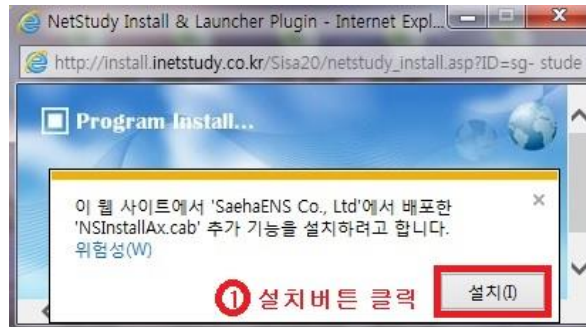 NetStudy Install & Launcher Plugin - Internet Expl...
http://install.inetstudy.co.kr/Sisa20/netstudy_install.asp?ID=sg- stude
Program Install...
이 웹 사이트에서 'SaehaENS Co., Ltd'에서 배포한
'NSInstallAx.cab' 추가 기능을 설치하려고 합니다.
위험성(W)
① 설치버튼 클릭
설치(I)